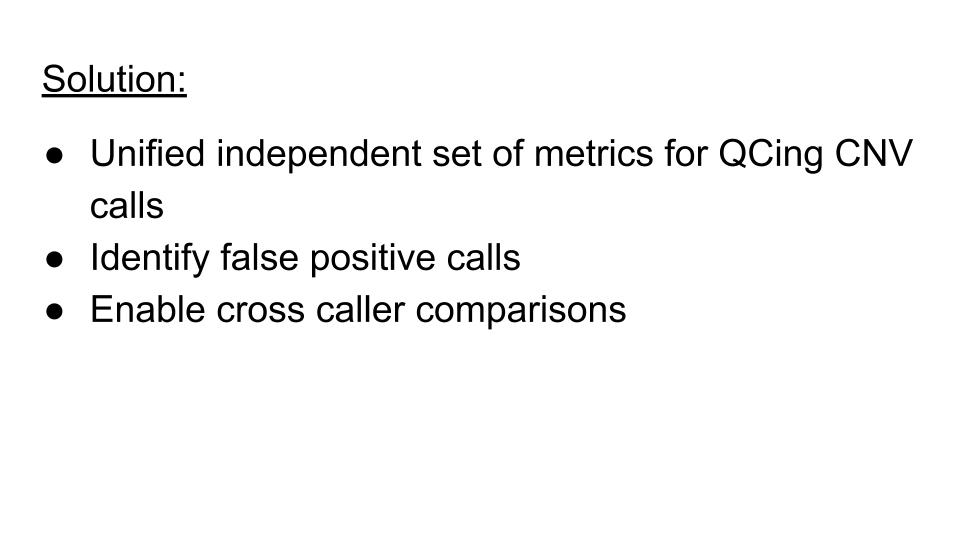 Solution:
● Unified independent set of metrics for QCing CNV
calls
● Identify false positive calls
● Enable cross caller comparisons